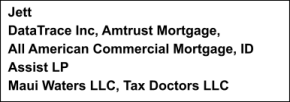 Jett
DataTrace Inc, Amtrust Mortgage,
All American Commercial Mortgage, ID
Assist LP
Maui Waters LLC, Tax Doctors LLC